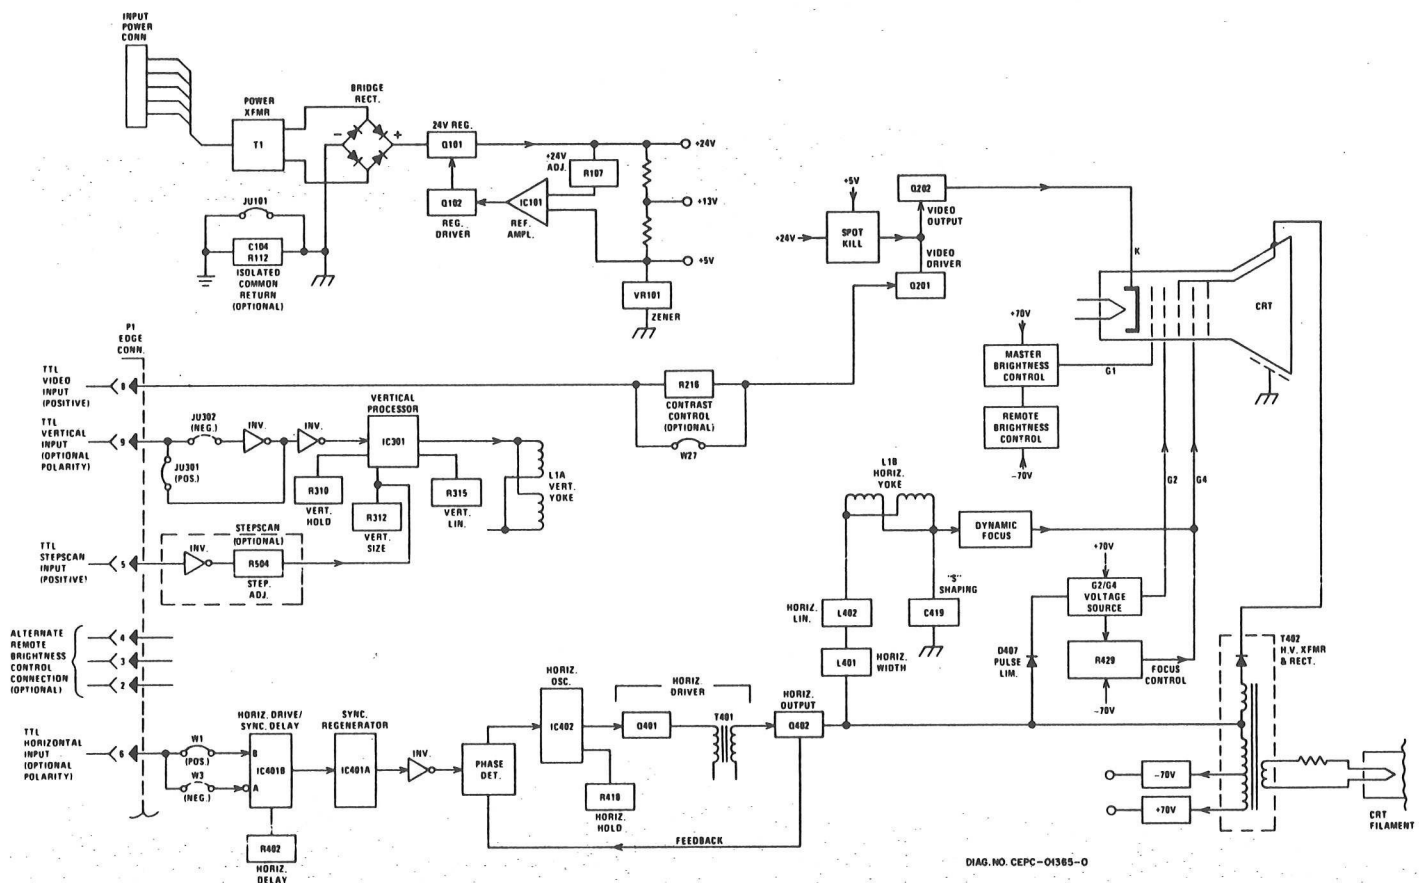 INPUT
POWER
CONN
POWER
XFMR
T1
BRIDGE
RECT.
-
+
24V REG.
Q101
+24V
ADJ.
R107
Q102
REG.
DRIVER
IC101
REF.
AMPL.
+24V
+13V
+5V
VR101
ZENER
JU101
C104
R112
ISOLATED
COMMON
RETURN
(OPTIONAL)
+5V
+24V
SPOT
KILL
Q202
VIDEO
OUTPUT
VIDEO
DRIVER
Q201
K
CRT
+70V
MASTER
BRIGHTNESS
CONTROL
G1
REMOTE
BRIGHTNESS
CONTROL
-70V
G2
G4
P1
EDGE
CONN.
TTL
VIDEO
INPUT
(POSITIVE)
8
R216
CONTRAST
CONTROL
(OPTIONAL)
W27
TTL
VERTICAL
INPUT
(OPTIONAL
POLARITY)
9
JU302
(NEG.)
JU301
(POS.)
INV.
INV.
VERTICAL
PROCESSOR
IC301
R310
VERT.
HOLD
R312
VERT.
SIZE
R315
VERT.
LIN.
L1A
VERT.
YOKE
TTL
STEPSCAN
INPUT
(POSITIVE)
5
STEPSCAN
(OPTIONAL)
INV.
R504
STEP.
ADJ.
ALTERNATE
REMOTE
BRIGHTNESS
CONTROL
CONNECTION
(OPTIONAL)
4
3
2
L1B
HORIZ.
YOKE
DYNAMIC
FOCUS
HORIZ.
LIN.
L402
L401
HORIZ.
WIDTH
"S"
SHAPING
C419
+70V
G2/G4
VOLTAGE
SOURCE
D407
PULSE
LIM.
R429
FOCUS
CONTROL
-70V
T402
H.V. XFMR
& RECT.
TTL
HORIZONTAL
INPUT
(OPTIONAL
POLARITY)
6
W1
(POS.)
W3
(NEG.)
HORIZ. DRIVE/
SYNC. DELAY
B
IC401B
A
R402
HORIZ.
DELAY
SYNC.
REGENERATOR
IC401A
INV.
PHASE
DET.
HORIZ.
OSC.
IC402
R418
HORIZ.
HOLD
HORIZ.
DRIVER
Q401
T401
HORIZ.
OUTPUT
Q402
FEEDBACK
-70V
+70V
CRT
FILAMENT
DIAG. NO. CEPC-01365-0